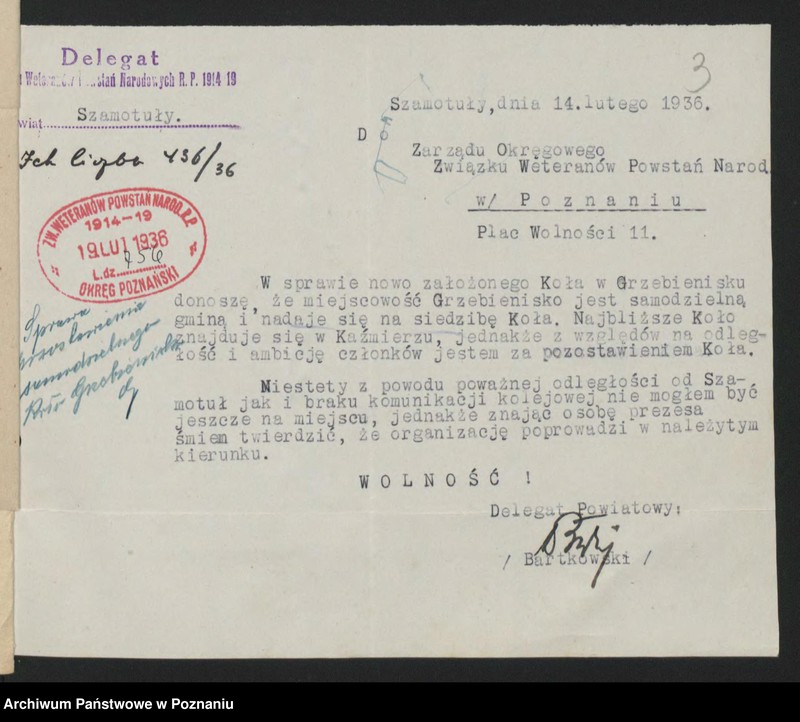 3
Delegat
Weteranów Powstań Narodowych R.P. 1914 19
wiat Szamotuły.
Ich liczba 436/36
Szamotuły, dnia 14.lutego 1936.
D o
Zarządu Okręgowego
Związku Weteranów Powstań Narod.
w/ P o z n a n i u
Plac Wolności 11.
ZW. WETERANÓW POWSTAŃ NAROD. R.P.
1914-19
19 LUT 1936
L.dz. 456
OKRĘG POZNAŃSKI
Sprawa
samodzielnego
Grzebienisku
W sprawie nowo założonego Koła w Grzebienisku
donoszę, że miejscowość Grzebienisko jest samodzielną
gminą i nadaje się na siedzibę Koła. Najbliższe Koło
znajduje się w Kaźmierzu, jednakże z względów na odleg-
łość i ambicję członków jestem za pozostawieniem Koła.
Niestety z powodu poważnej odległości od Sza-
motuł jak i braku komunikacji kolejowej nie mogłem być
jeszcze na miejscu, jednakże znając osobę prezesa
śmiem twierdzić, że organizację poprowadzi w należytym
kierunku.
W O L N O Ś Ć !
Delegat Powiatowy:
/ Bartkowski /
Archiwum Państwowe w Poznaniu